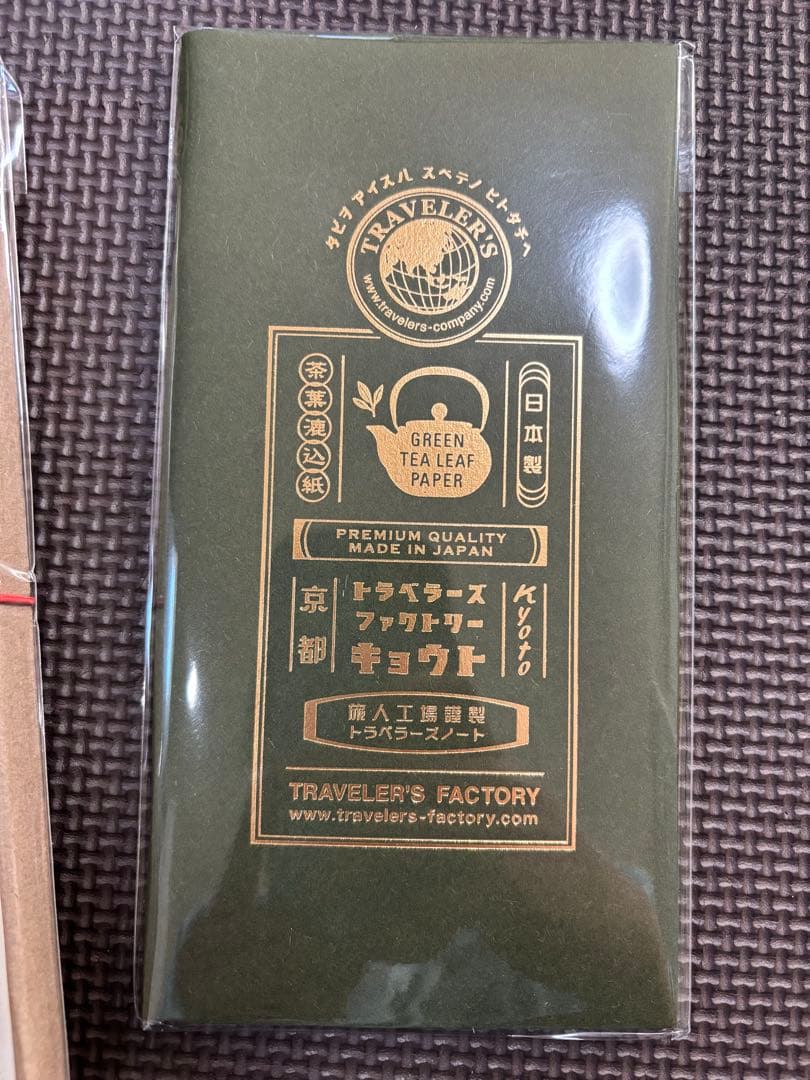 タビヲ アイスル スベテノ ヒトタチヘ
TRAVELER'S
www.travelers-company.com
茶葉漉込紙
GREEN
TEA LEAF
PAPER
日本製
PREMIUM QUALITY
MADE IN JAPAN
京都
トラベラーズ
ファクトリー
キョウト
Kyoto
旅人工場謹製
トラベラーズノート
TRAVELER'S FACTORY
www.travelers-factory.com